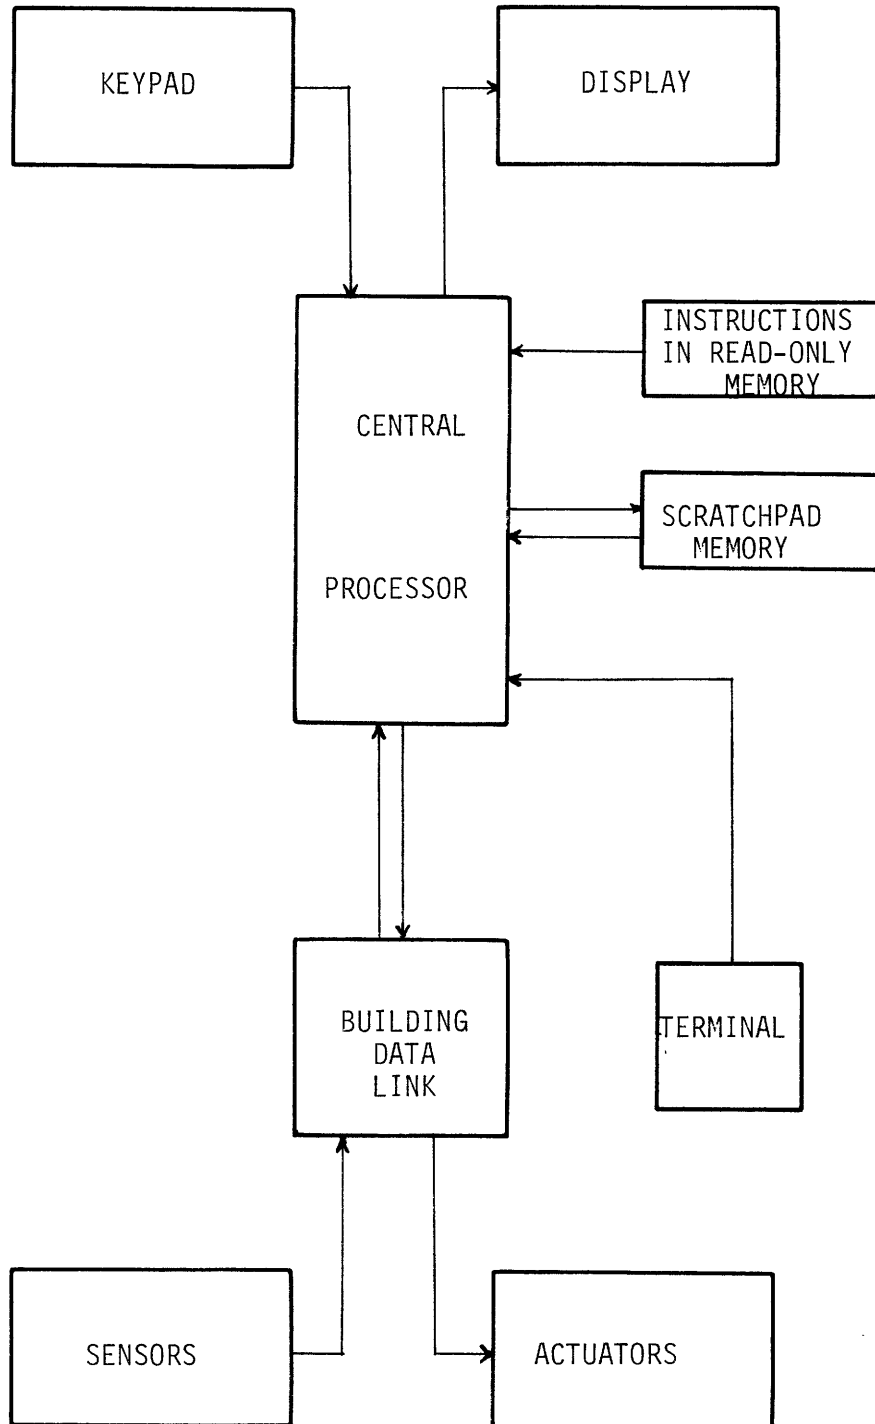 KEYPAD
DISPLAY
INSTRUCTIONS
IN READ-ONLY
MEMORY
CENTRAL
PROCESSOR
SCRATCHPAD
MEMORY
BUILDING
DATA
LINK
TERMINAL
SENSORS
ACTUATORS